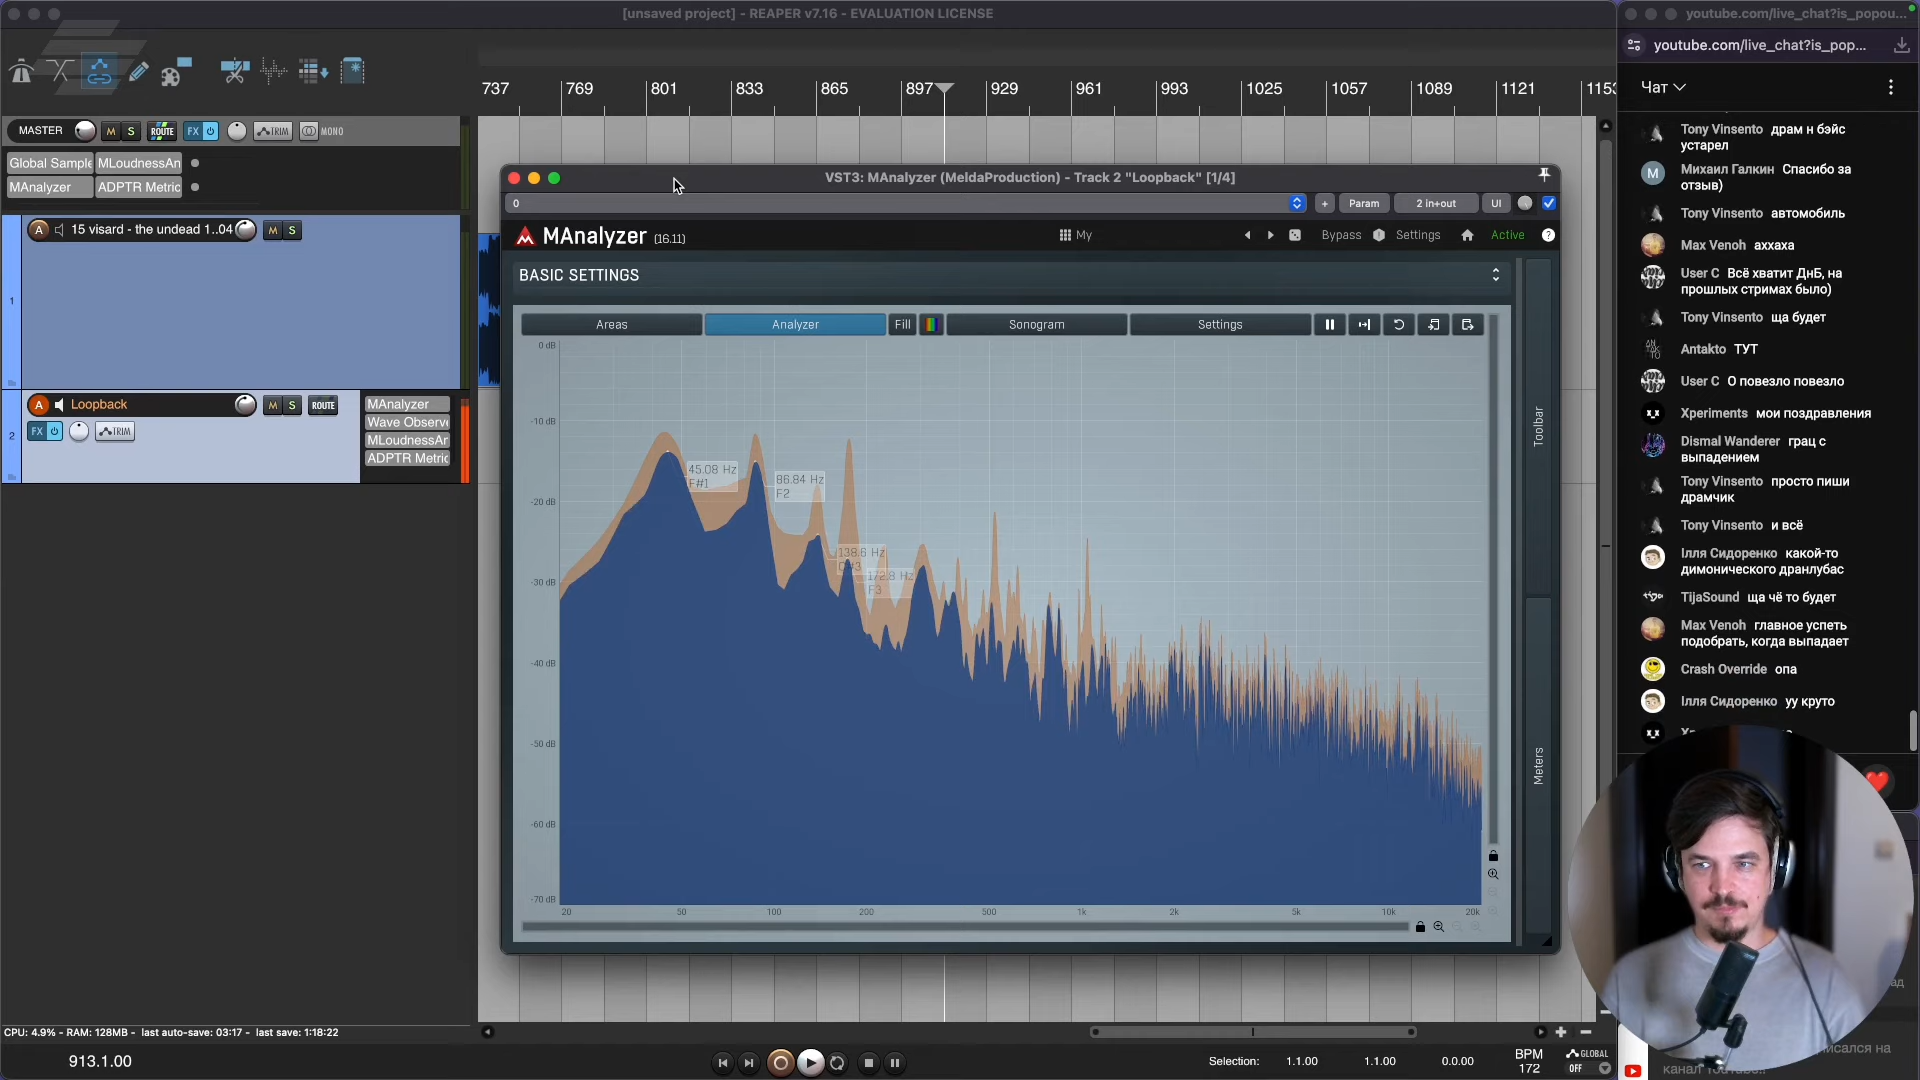 [unsaved project] - REAPER v7.16 - EVALUATION LICENSE
737 769 801 833 865 897 929 961 993 1025 1057 1089 1121 1153
MASTER M S ROUTE FX TRIM MONO
Global Sample MLoudnessAn
MAnalyzer ADPTR Metric
A 15 visard - the undead 1..04 M S
1
A Loopback M S ROUTE
FX TRIM
2
MAnalyzer
Wave Observe
MLoudnessAr
ADPTR Metric
VST3: MAnalyzer (MeldaProduction) - Track 2 "Loopback" [1/4]
0 + Param 2 in+out UI
MAnalyzer (16.11) My Bypass Settings Active ?
BASIC SETTINGS
Areas Analyzer Fill Sonogram Settings
0 dB
-10 dB
-20 dB
-30 dB
-40 dB
-50 dB
-60 dB
-70 dB
45.08 Hz
F#1
86.84 Hz
F2
138.6 Hz
172.8 Hz
F3
20 50 100 200 500 1k 2k 5k 10k 20k
Toolbar
Meters
CPU: 4.9% - RAM: 128MB - last auto-save: 03:17 - last save: 1:18:22
913.1.00
Selection: 1.1.00 1.1.00 0.0.00
BPM
172
GLOBAL
OFF
youtube.com/live_chat?is_popou...
youtube.com/live_chat?is_pop...
Чат
Tony Vinsento драм н бэйс
устарел
М Михаил Галкин Спасибо за
отзыв)
Tony Vinsento автомобиль
Max Venoh аххаха
User C Всё хватит ДнБ, на
прошлых стримах было)
Tony Vinsento ща будет
Antakto ТУТ
User C О повезло повезло
Xperiments мои поздравления
Dismal Wanderer грац с
выпадением
Tony Vinsento просто пиши
драмчик
Tony Vinsento и всё
Ілля Сидоренко какой-то
димонического дранлубас
TijaSound ща чё то будет
Max Venoh главное успеть
подобрать, когда выпадает
Crash Override опа
Ілля Сидоренко уу круто